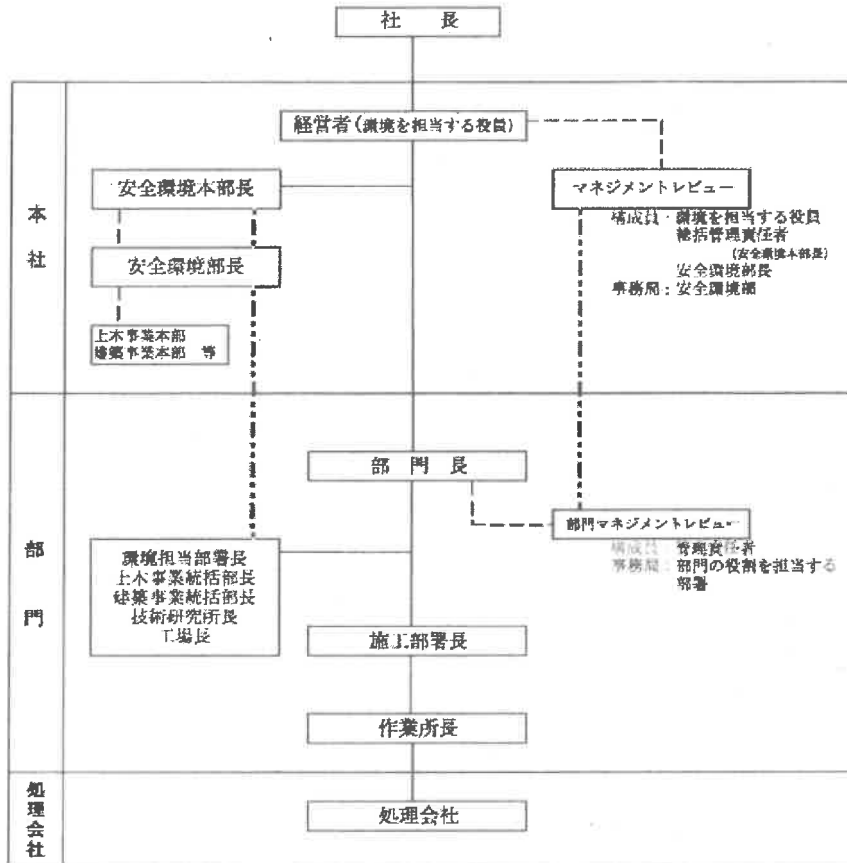 社 長
本社
経営者(環境を担当する役員)
安全環境本部長
マネジメントレビュー
構成員:環境を担当する役員
総括管理責任者
(安全環境本部長)
安全環境部長
事務局:安全環境部
安全環境部長
土木事業本部
建築事業本部 等
部門
部 門 長
部門マネジメントレビュー
構成員:管理責任者
事務局:部門の役割を担当する
部署
環境担当部署長
土木事業統括部長
建築事業統括部長
技術研究所長
工場長
施工部署長
作業所長
処理会社
処理会社